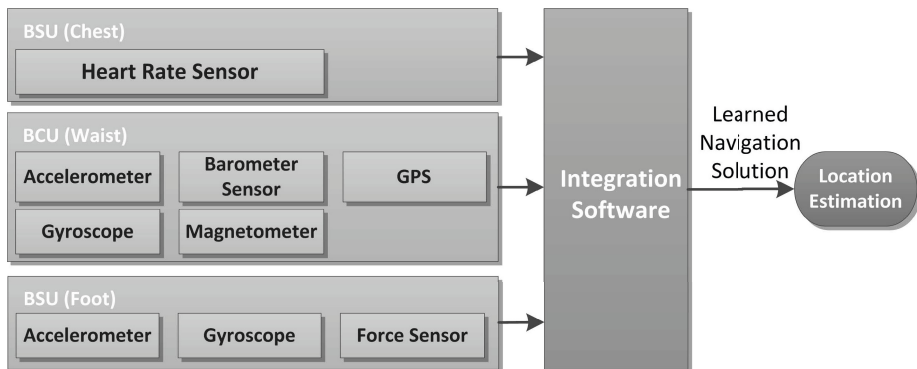 BSU (Chest)
Heart Rate Sensor
BCU (Waist)
Accelerometer
Barometer
Sensor
GPS
Gyroscope
Magnetometer
BSU (Foot)
Accelerometer
Gyroscope
Force Sensor
Integration
Software
Learned
Navigation
Solution
Location
Estimation